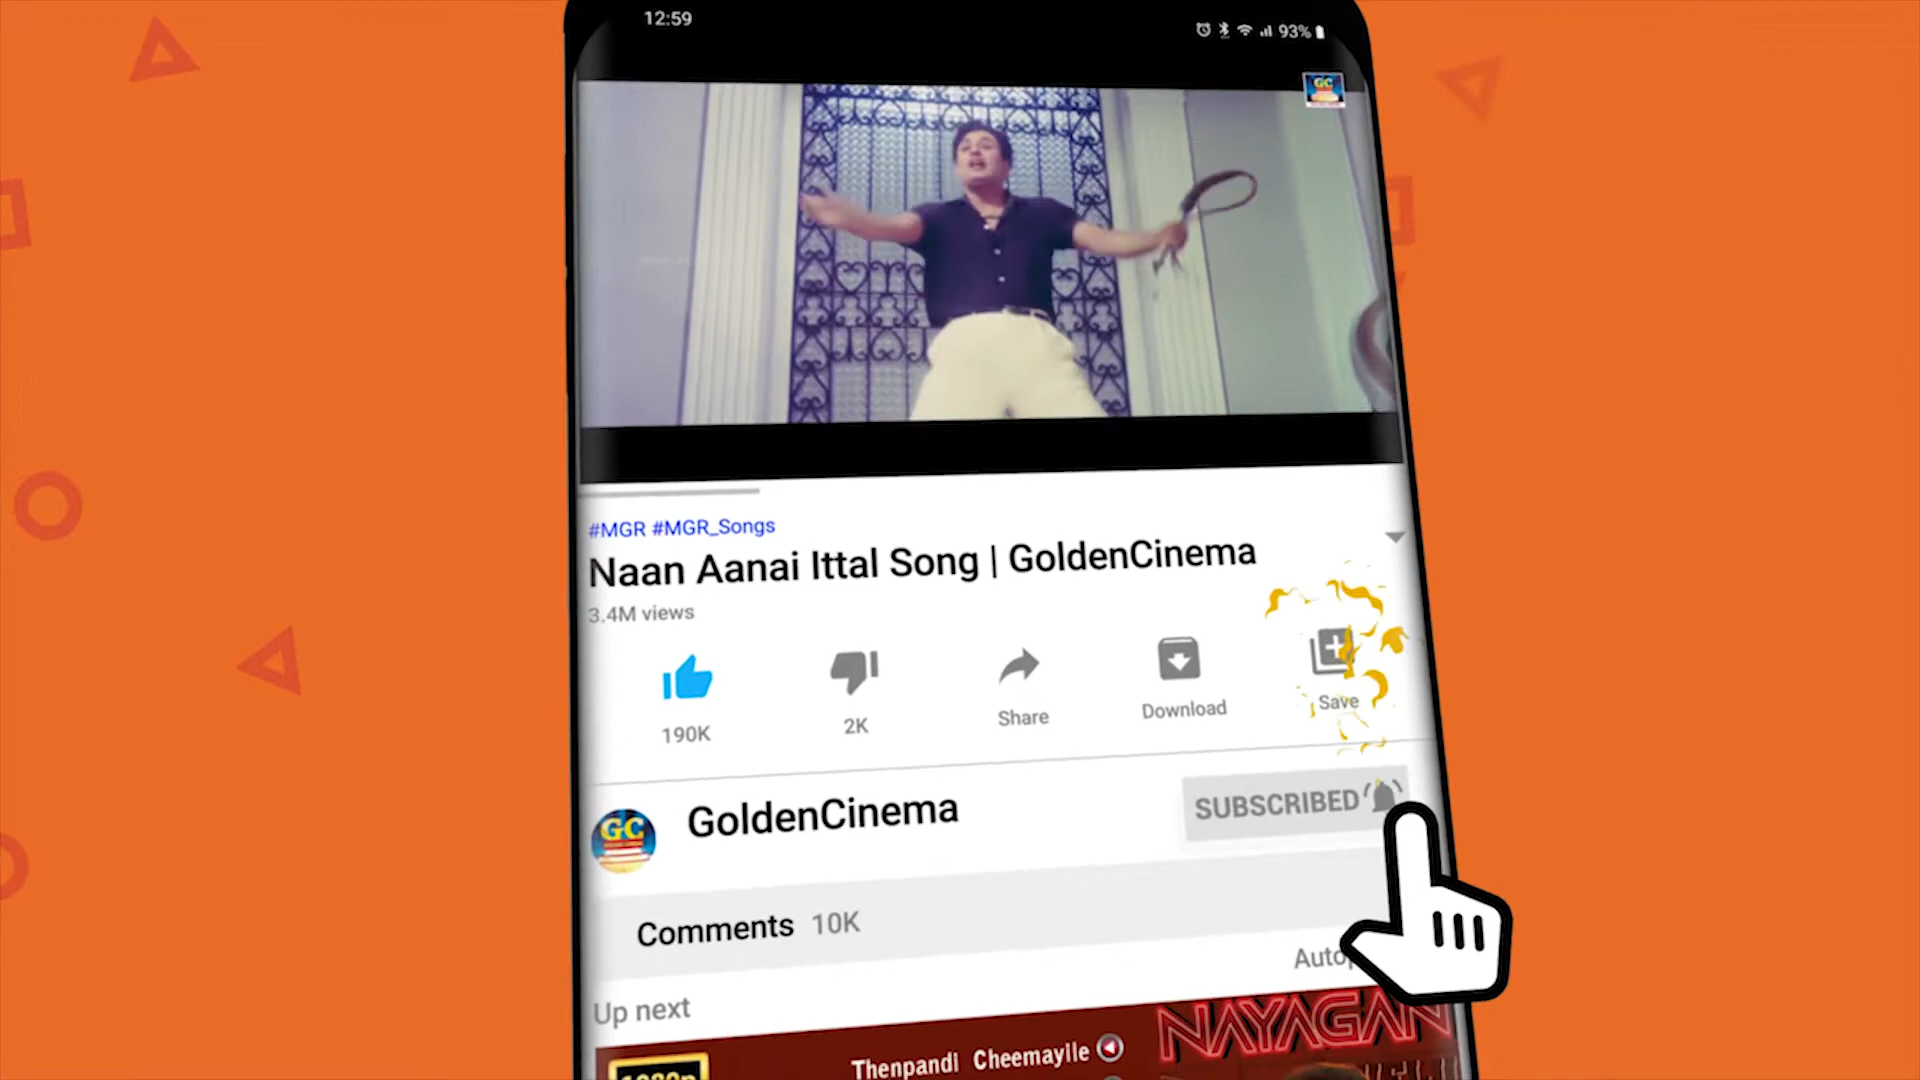 12:59
93%
GC
#MGR #MGR_Songs
Naan Aanai Ittal Song | GoldenCinema
3.4M views
190K
2K
Share
Download
Save
GC
GoldenCinema
SUBSCRIBED
Comments 10K
Up next
Thenpandi Cheemayile
NAYAGAN